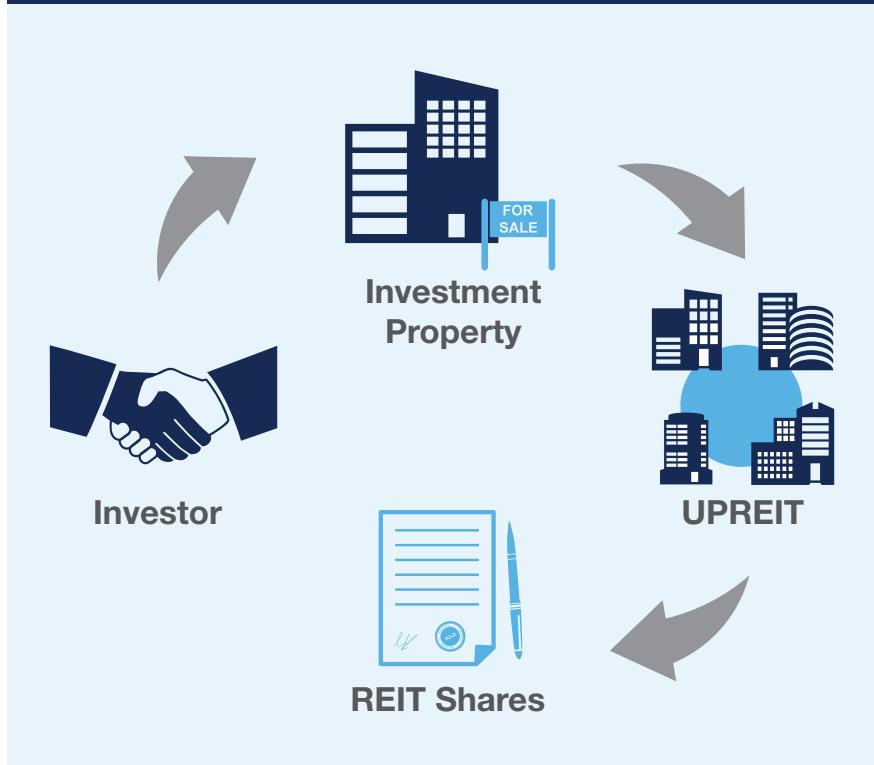 FOR
SALE
Investment
Property
Investor
UPREIT
REIT Shares